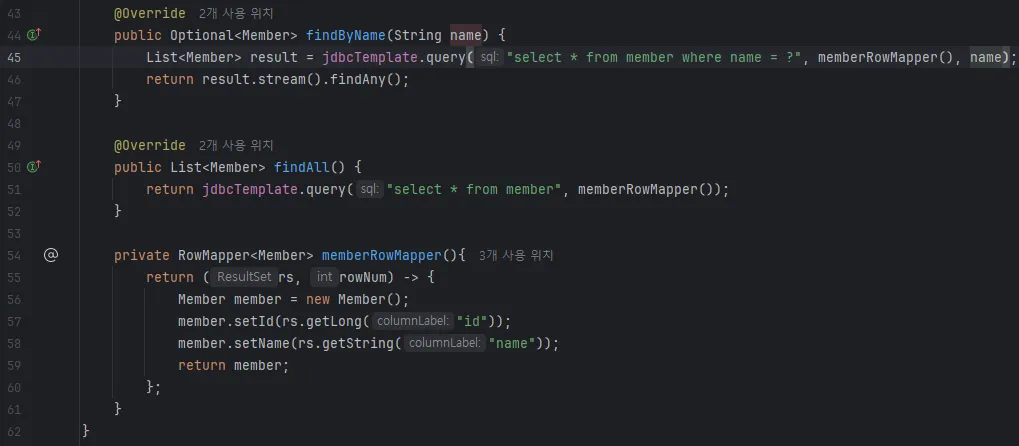 43 @Override 2개 사용 위치
44 public Optional<Member> findByName(String name) {
45 List<Member> result = jdbcTemplate.query( sql: "select * from member where name = ?", memberRowMapper(), name);
46 return result.stream().findAny();
47 }
48
49 @Override 2개 사용 위치
50 public List<Member> findAll() {
51 return jdbcTemplate.query( sql: "select * from member", memberRowMapper());
52 }
53
54 @ private RowMapper<Member> memberRowMapper(){ 3개 사용 위치
55 return ( ResultSet rs, int rowNum) -> {
56 Member member = new Member();
57 member.setId(rs.getLong( columnLabel: "id"));
58 member.setName(rs.getString( columnLabel: "name"));
59 return member;
60 };
61 }
62 }